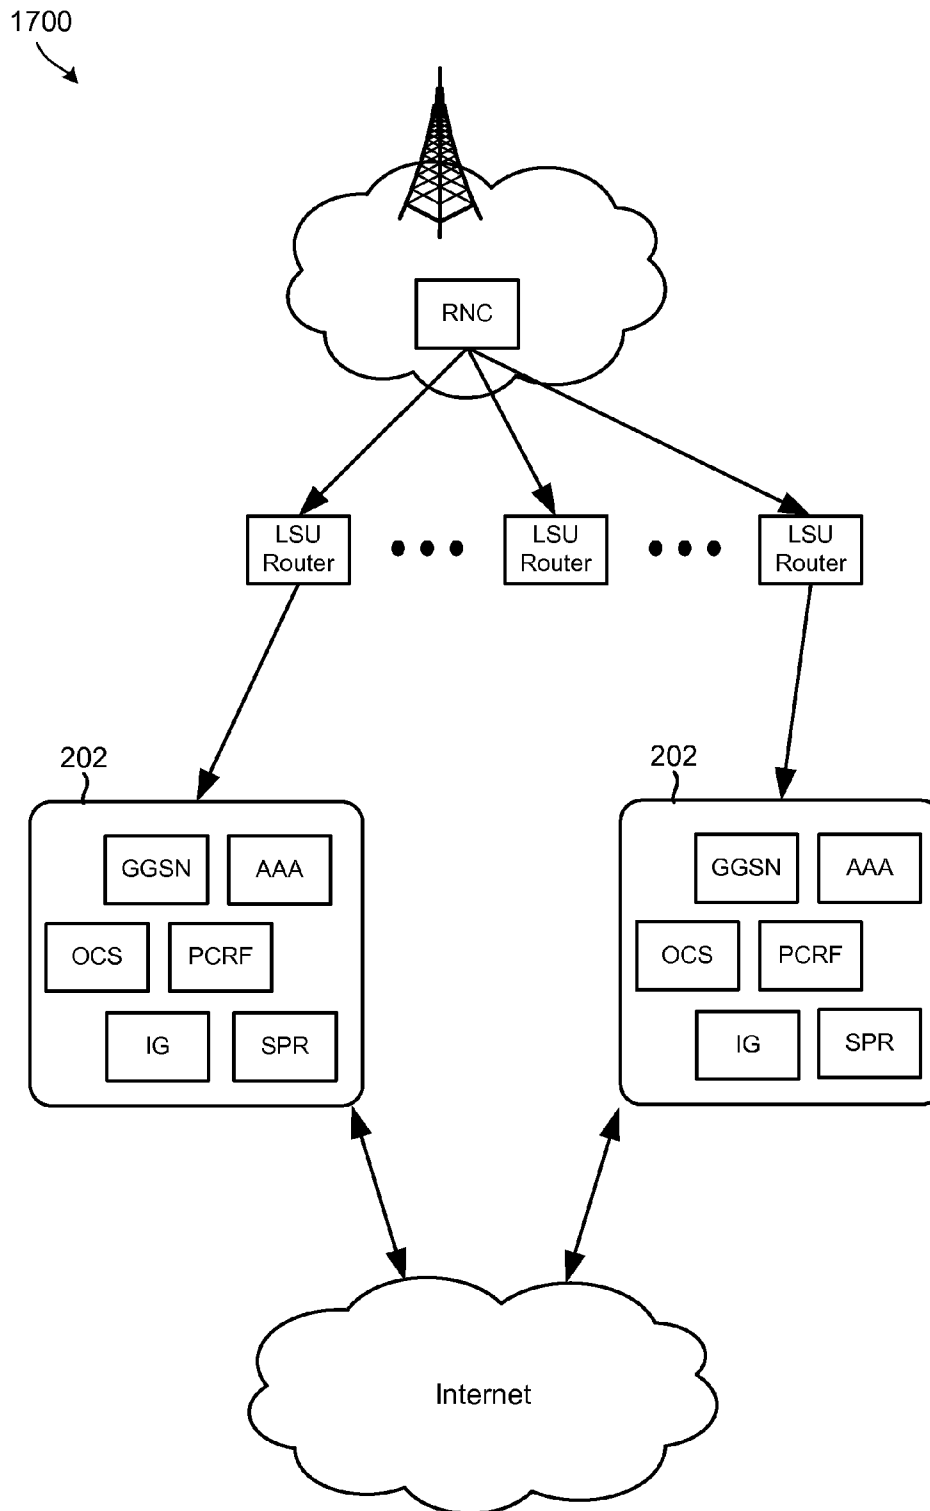 1700
RNC
LSU
Router
LSU
Router
LSU
Router
202
202
GGSN
AAA
OCS
PCRF
IG
SPR
GGSN
AAA
OCS
PCRF
IG
SPR
Internet